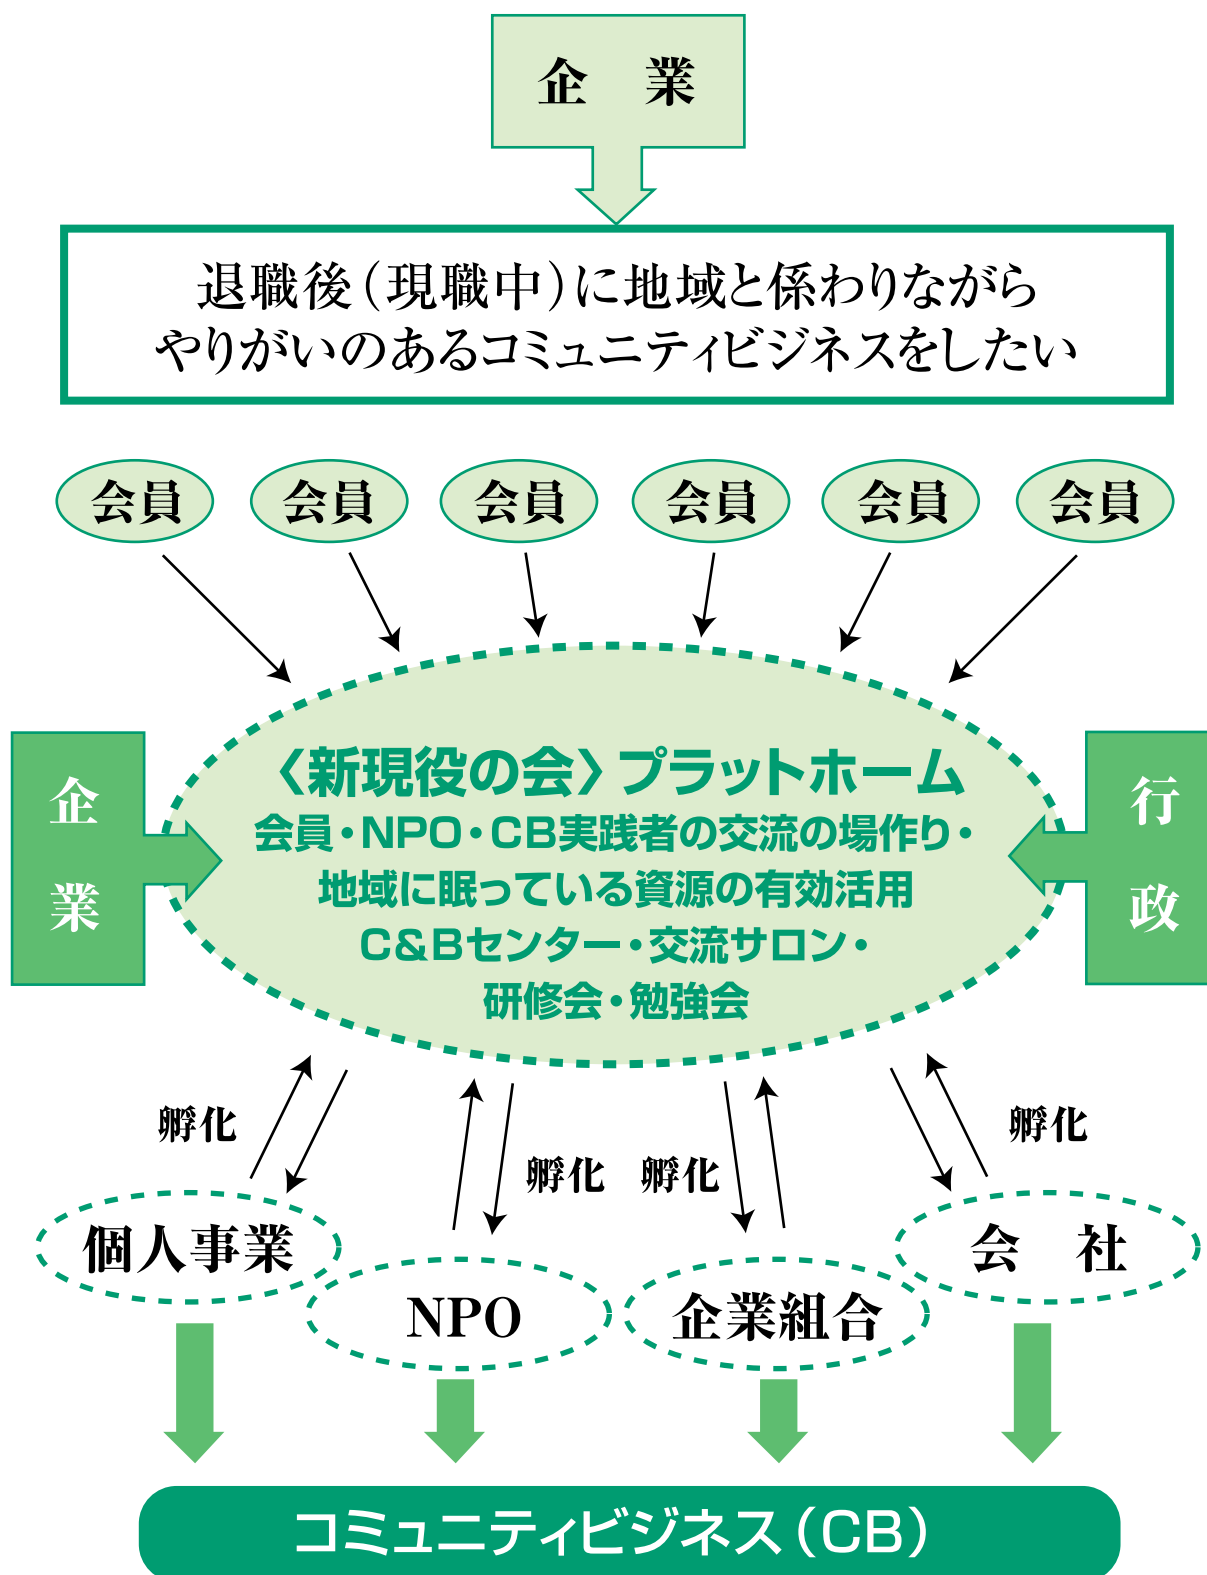 企　業
退職後（現職中）に地域と係わりながら
やりがいのあるコミュニティビジネスをしたい
会員
会員
会員
会員
会員
会員
企業
〈新現役の会〉プラットホーム
会員・NPO・CB実践者の交流の場作り・
地域に眠っている資源の有効活用
C&Bセンター・交流サロン・
研修会・勉強会
行政
孵化
孵化
孵化
孵化
個人事業
NPO
企業組合
会　社
コミュニティビジネス（CB）